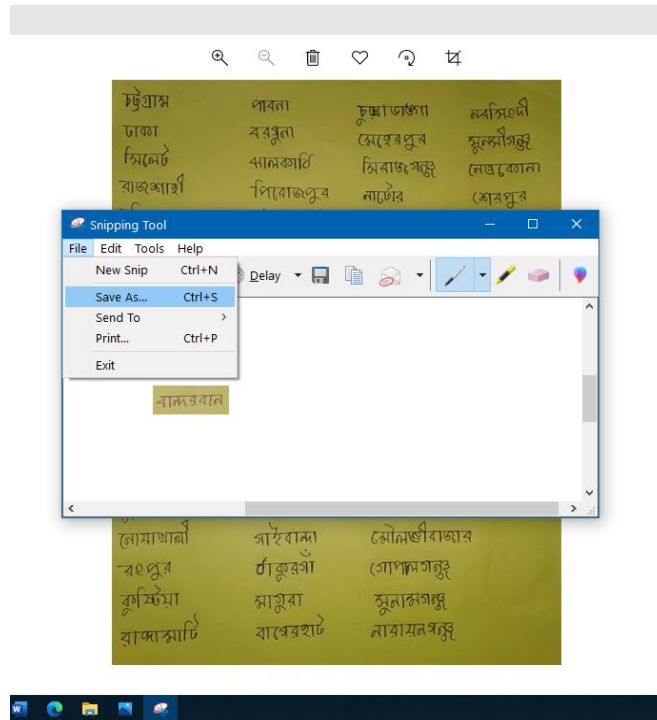 চট্টগ্রাম পাবনা চুয়াডাঙ্গা নরসিংদী
ঢাকা বরগুনা মেহেরপুর মুন্সীগঞ্জ
সিলেট ঝালকাঠি সিরাজগঞ্জ নেত্রকোনা
রাজশাহী পিরোজপুর নাটোর শেরপুর
Snipping Tool
File Edit Tools Help
New Snip Ctrl+N Delay
Save As... Ctrl+S
Send To
Print... Ctrl+P
Exit
বান্দরবান
নোয়াখালী গাইবান্দা মৌলভীবাজার
রংপুর ঠাকুরগাঁ গোপালগঞ্জ
কুষ্টিয়া মাগুরা সুনামগঞ্জ
রাঙ্গামাটি বাগেরহাট নারায়নগঞ্জ